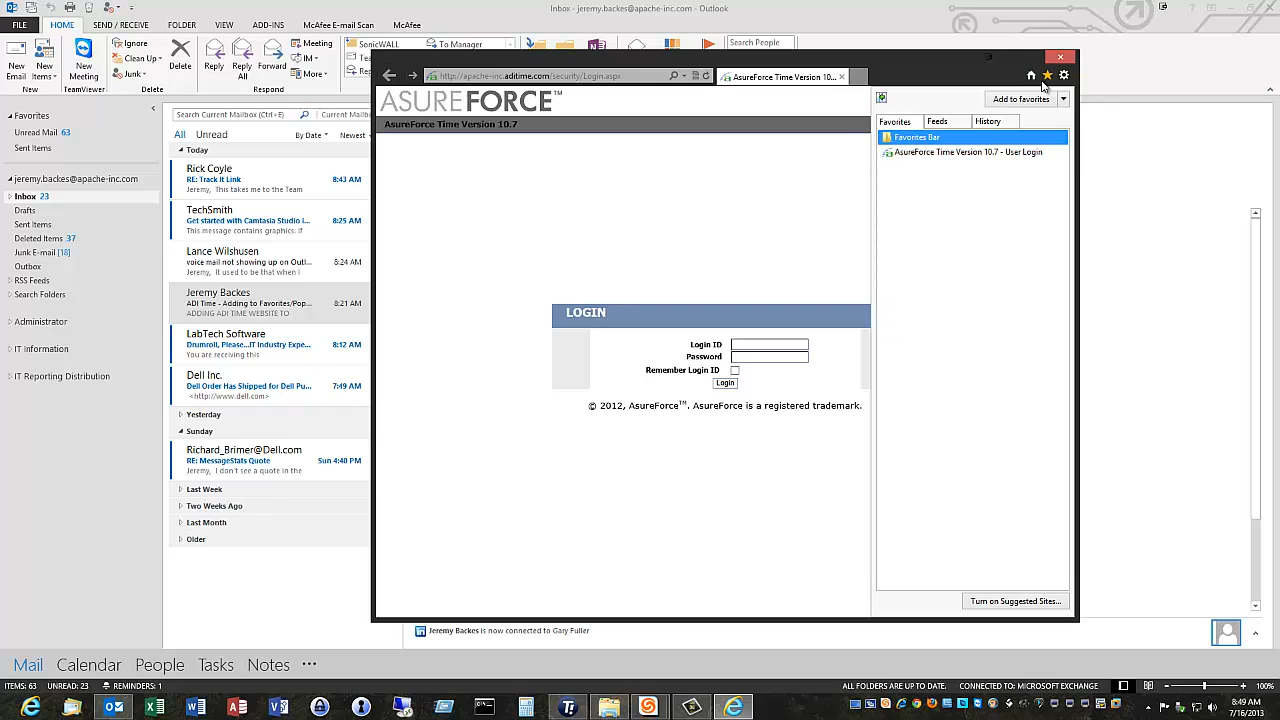 Inbox - jeremy.backes@apache-inc.com - Outlook
FILE
HOME
SEND / RECEIVE
FOLDER
VIEW
ADD-INS
McAfee E-mail Scan
McAfee
New Email
New Items
New Meeting
New
TeamViewer
Ignore
Clean Up
Junk
Delete
Delete
Reply
Reply All
Forward
Meeting
IM
Respond
SonicWALL
To Manager
Search People
http://apache-inc.aditime.com/security/Login.aspx
AsureForce Time Version 10...
ASUREFORCE™
AsureForce Time Version 10.7
Add to favorites
Favorites
Feeds
History
Favorites Bar
AsureForce Time Version 10.7 - User Login
LOGIN
Login ID
Password
Remember Login ID
Login
© 2012, AsureForce™. AsureForce is a registered trademark.
Turn on Suggested Sites...
Favorites
Unread Mail 63
Sent Items
jeremy.backes@apache-inc.com
Inbox 23
Drafts
Sent Items
Deleted Items 37
Junk E-mail [18]
Outbox
RSS Feeds
Search Folders
Administrator
IT Information
IT Reporting Distribution
Search Current Mailbox (Ctrl+E)
Current Mailbox
All Unread
By Date
Newest
Today
Rick Coyle
RE: Track It Link 8:43 AM
Jeremy, This takes me to the Team
TechSmith
Get started with Camtasia Studio i... 8:25 AM
This message contains graphics. If
Lance Wilshusen
voice mail not showing up on Outl... 8:24 AM
Jeremy, It used to be that when I
Jeremy Backes
ADI Time - Adding to Favorites/Pop... 8:21 AM
ADDING ADI TIME WEBSITE TO
LabTech Software
Drumroll, Please...IT Industry Expe... 8:12 AM
You are receiving this
Dell Inc.
Dell Order Has Shipped for Dell Pu... 7:49 AM
<http://www.dell.com>
Yesterday
Sunday
Richard_Brimer@Dell.com
RE: MessageStats Quote Sun 4:40 PM
Jeremy, I don't see a quote in the
Last Week
Two Weeks Ago
Last Month
Older
Jeremy Backes is now connected to Gary Fuller
Mail Calendar People Tasks Notes ...
ITEMS: 63 UNREAD: 23 REMINDERS: 1
ALL FOLDERS ARE UP TO DATE. CONNECTED TO: MICROSOFT EXCHANGE
100%
8:49 AM
7/16/2013